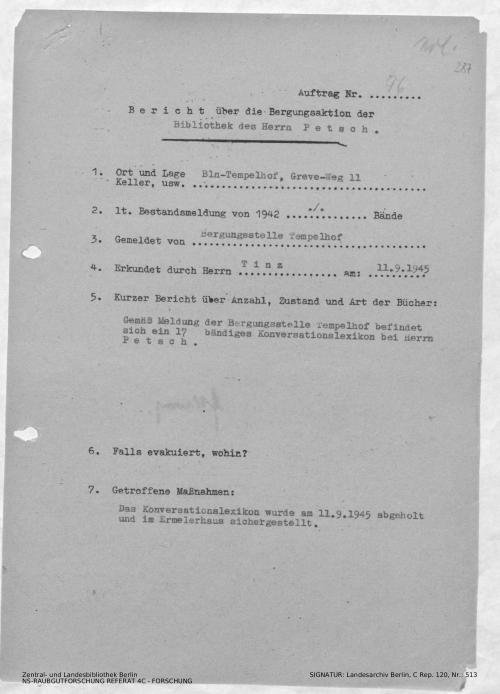 287
Auftrag Nr. 76
B e r i c h t über die Bergungsaktion der
Bibliothek des Herrn P e t s c h .
1. Ort und Lage Bln-Tempelhof, Greve-Weg 11
Keller, usw. ..............................
2. lt. Bestandsmeldung von 1942 ../. .......... Bände
3. Gemeldet von Bergungsstelle Tempelhof
4. Erkundet durch Herrn T i n z am: 11.9.1945
5. Kurzer Bericht über Anzahl, Zustand und Art der Bücher:
Gemäß Meldung der Bergungsstelle Tempelhof befindet
sich ein 17 bändiges Konversationslexikon bei Herrn
P e t s c h .
6. Falls evakuiert, wohin?
7. Getroffene Maßnahmen:
Das Konversationslexikon wurde am 11.9.1945 abgeholt
und im Ermelerhaus sichergestellt.
Zentral- und Landesbibliothek Berlin
NS-RAUBGUTFORSCHUNG REFERAT 4C - FORSCHUNG
SIGNATUR: Landesarchiv Berlin, C Rep. 120, Nr.: 513